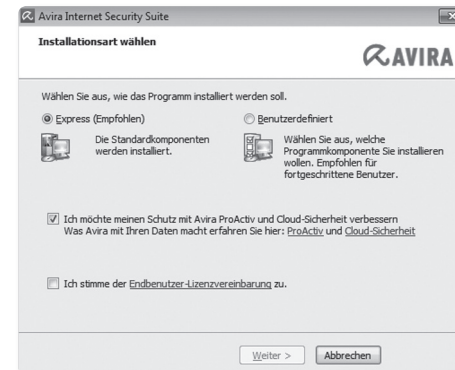 Avira Internet Security Suite
Installationsart wählen
AVIRA
Wählen Sie aus, wie das Programm installiert werden soll.
Express (Empfohlen)
Die Standardkomponenten
werden installiert.
Benutzerdefiniert
Wählen Sie aus, welche
Programmkomponente Sie installieren
wollen. Empfohlen für
fortgeschrittene Benutzer.
Ich möchte meinen Schutz mit Avira ProActiv und Cloud-Sicherheit verbessern
Was Avira mit Ihren Daten macht erfahren Sie hier: ProActiv und Cloud-Sicherheit
Ich stimme der Endbenutzer-Lizenzvereinbarung zu.
Weiter >
Abbrechen